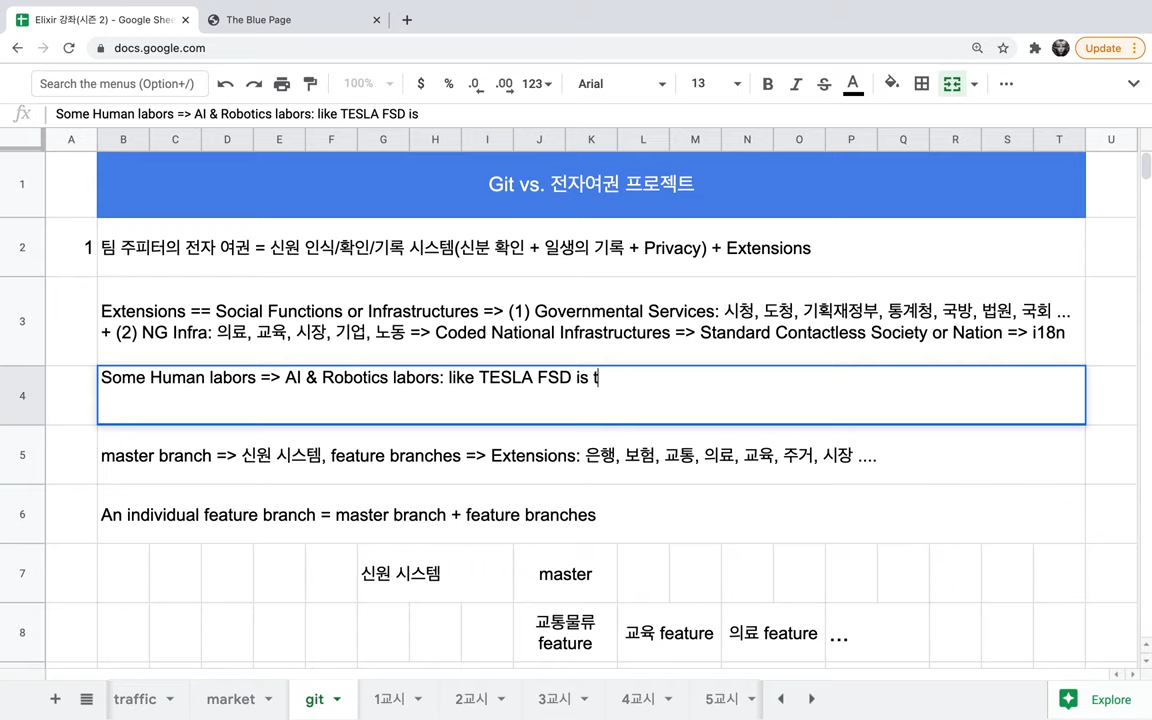 Elixir 강좌(시즌 2) - Google Shee
The Blue Page
docs.google.com
Update
Search the menus (Option+/)
100%
$ % .0 .00 123
Arial
13
B I S A
fx Some Human labors => AI & Robotics labors: like TESLA FSD is
A B C D E F G H I J K L M N O P Q R S T U
1 Git vs. 전자여권 프로젝트
2 1 팀 주피터의 전자 여권 = 신원 인식/확인/기록 시스템(신분 확인 + 일생의 기록 + Privacy) + Extensions
Extensions == Social Functions or Infrastructures => (1) Governmental Services: 시청, 도청, 기획재정부, 통계청, 국방, 법원, 국회 ...
3 + (2) NG Infra: 의료, 교육, 시장, 기업, 노동 => Coded National Infrastructures => Standard Contactless Society or Nation => i18n
Some Human labors => AI & Robotics labors: like TESLA FSD is t
4
5 master branch => 신원 시스템, feature branches => Extensions: 은행, 보험, 교통, 의료, 교육, 주거, 시장 ....
6 An individual feature branch = master branch + feature branches
7 신원 시스템 master
8 교통물류 feature 교육 feature 의료 feature ...
traffic market git 1교시 2교시 3교시 4교시 5교시
Explore